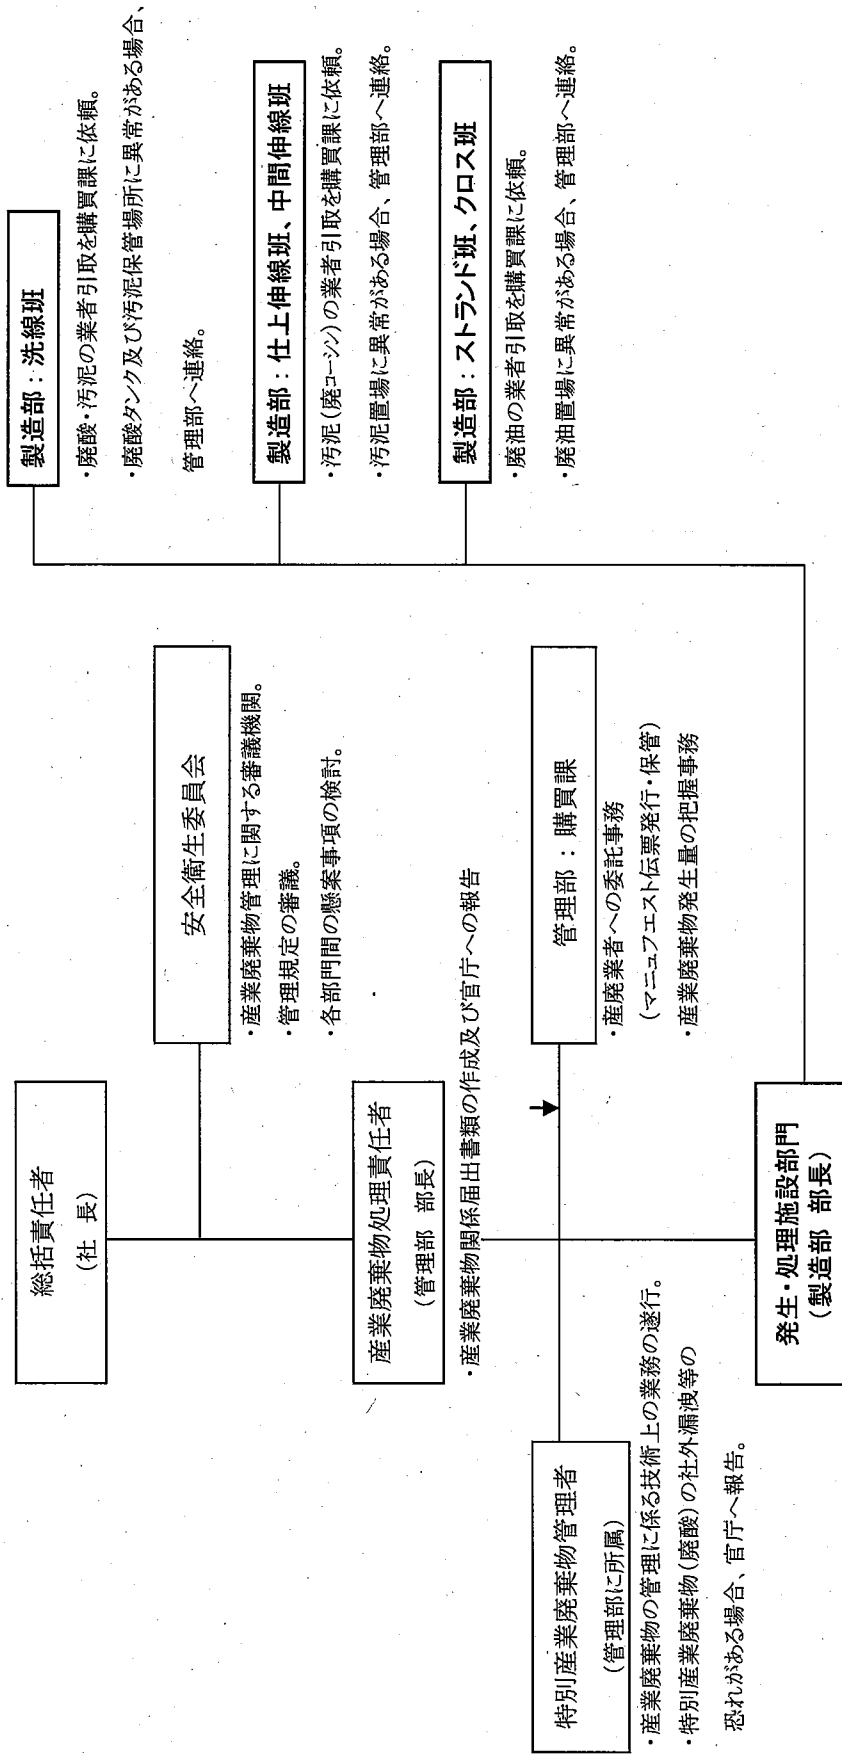 総括責任者
(社 長)
安全衛生委員会
・産業廃棄物管理に関する審議機関。
・管理規定の審議。
・各部門間の懸案事項の検討。
産業廃棄物処理責任者
(管理部 部長)
・産業廃棄物関係届出書類の作成及び官庁への報告
特別産業廃棄物管理者
(管理部に所属)
・産業廃棄物の管理に係る技術上の業務の遂行。
・特別産業廃棄物(廃酸)の社外漏洩等の
恐れがある場合、官庁へ報告。
管理部:購買課
・産廃業者への委託事務
(マニュフェスト伝票発行・保管)
・産業廃棄物発生量の把握事務
発生・処理施設部門
(製造部 部長)
製造部:洗線班
・廃酸・汚泥の業者引取を購買課に依頼。
・廃酸タンク及び汚泥保管場所に異常がある場合、
管理部へ連絡。
製造部:仕上伸線班、中間伸線班
・汚泥(廃コーシン)の業者引取を購買課に依頼。
・汚泥置場に異常がある場合、管理部へ連絡。
製造部:ストランド班、クロス班
・廃油の業者引取を購買課に依頼。
・廃油置場に異常がある場合、管理部へ連絡。